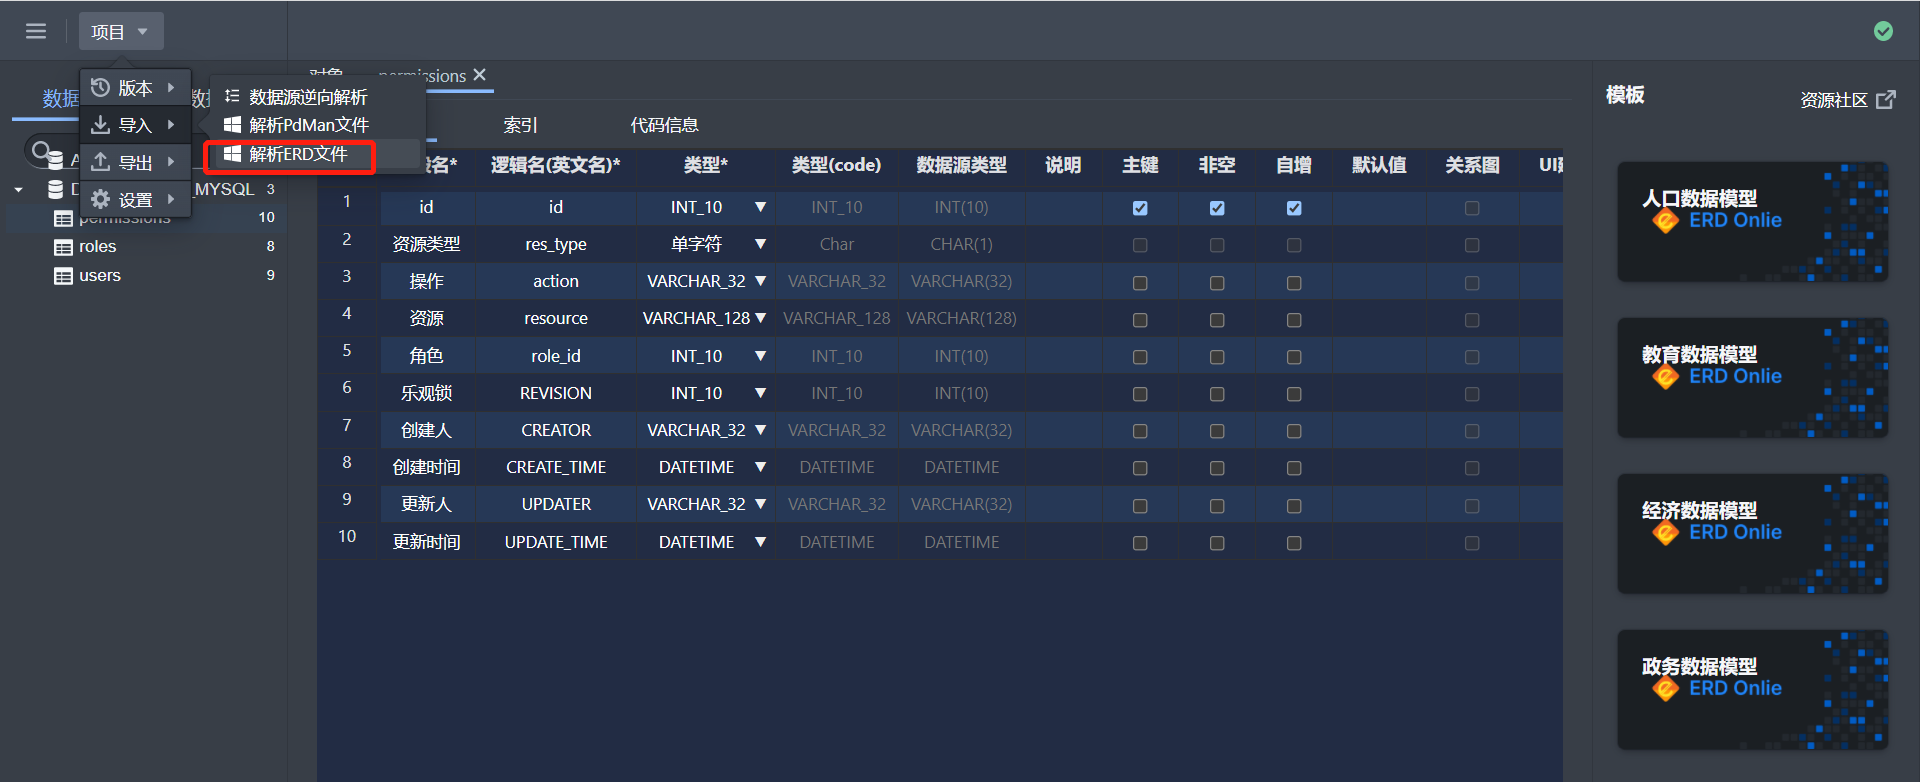 项目
版本
导入
导出
设置
数据源逆向解析
解析PdMan文件
解析ERD文件
数据
数据
A
D
MYSQL 3
permissions 10
roles 8
users 9
对象 permissions
索引 代码信息
段名* 逻辑名(英文名)* 类型* 类型(code) 数据源类型 说明 主键 非空 自增 默认值 关系图 UI建
1 id id INT_10 INT_10 INT(10)
2 资源类型 res_type 单字符 Char CHAR(1)
3 操作 action VARCHAR_32 VARCHAR_32 VARCHAR(32)
4 资源 resource VARCHAR_128 VARCHAR_128 VARCHAR(128)
5 角色 role_id INT_10 INT_10 INT(10)
6 乐观锁 REVISION INT_10 INT_10 INT(10)
7 创建人 CREATOR VARCHAR_32 VARCHAR_32 VARCHAR(32)
8 创建时间 CREATE_TIME DATETIME DATETIME DATETIME
9 更新人 UPDATER VARCHAR_32 VARCHAR_32 VARCHAR(32)
10 更新时间 UPDATE_TIME DATETIME DATETIME DATETIME
模板 资源社区
人口数据模型
ERD Onlie
教育数据模型
ERD Onlie
经济数据模型
ERD Onlie
政务数据模型
ERD Onlie